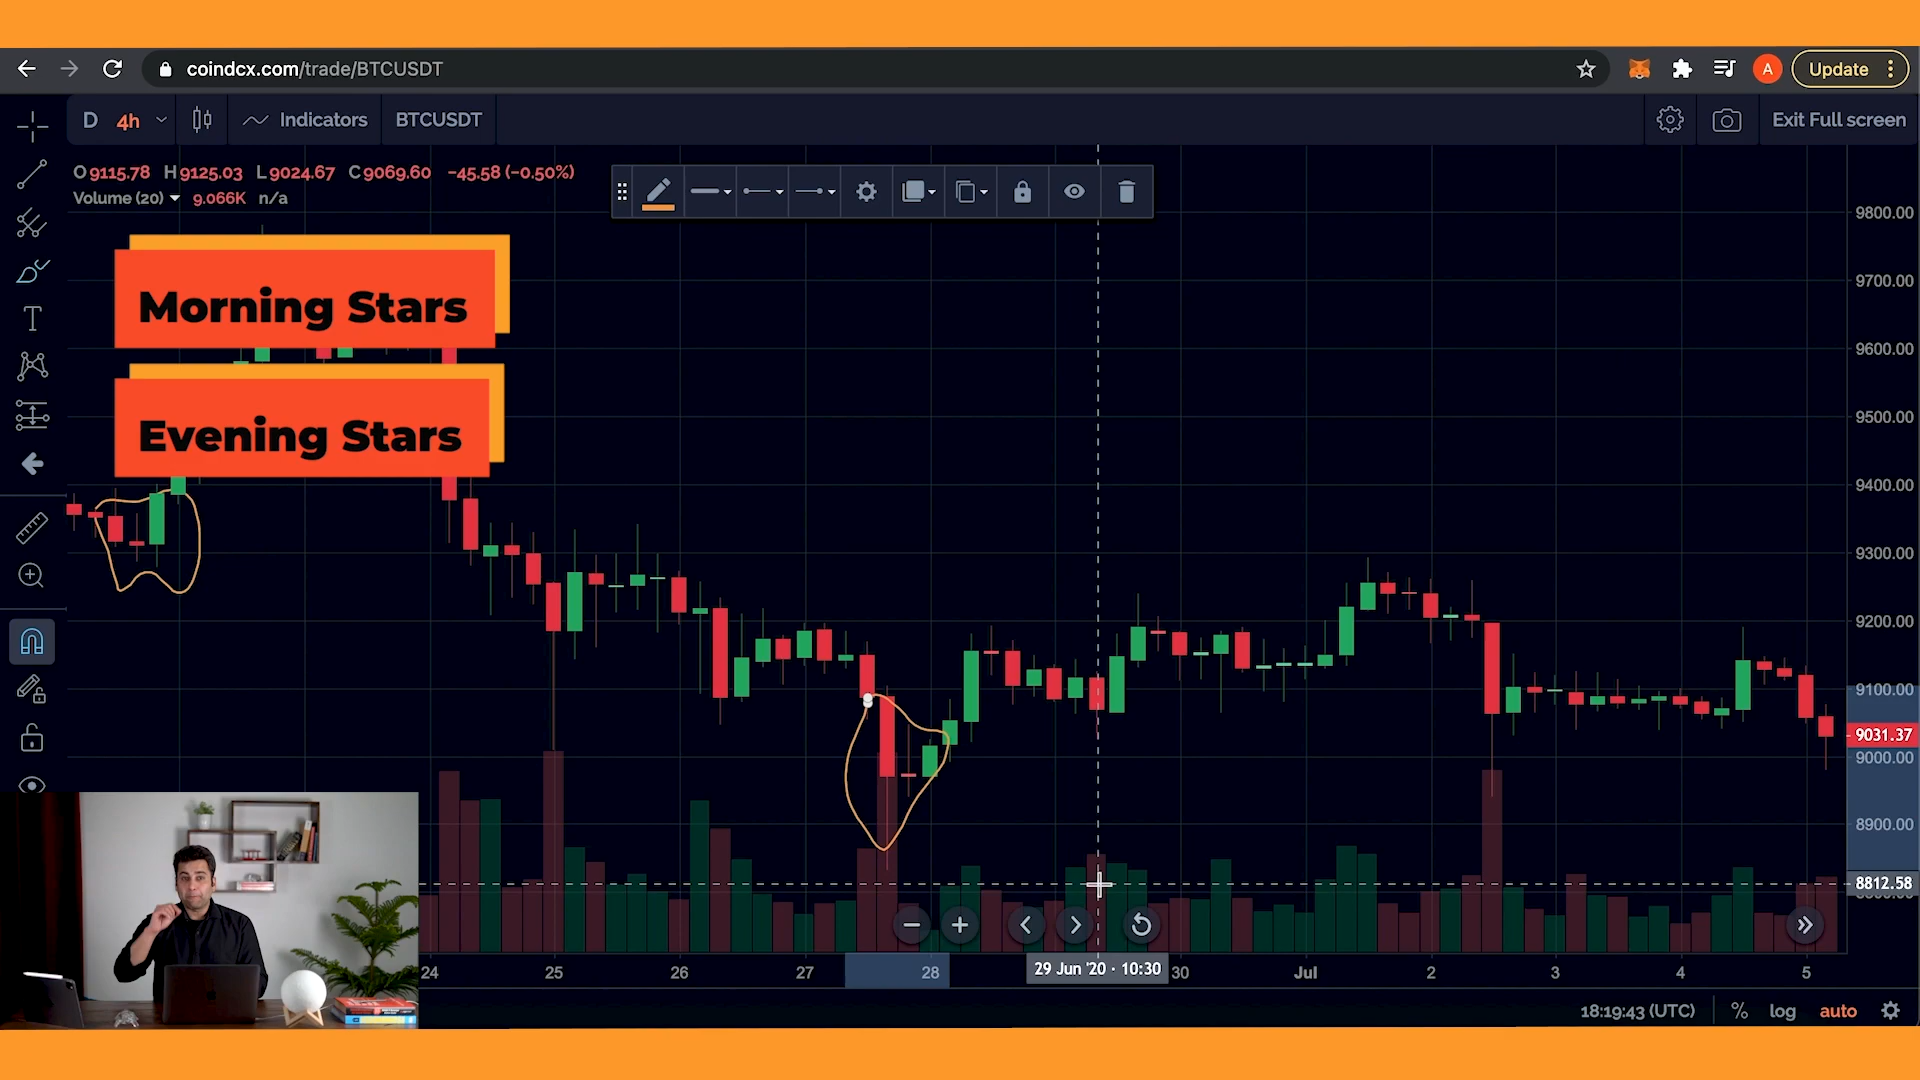 coindcx.com/trade/BTCUSDT
A
Update
D 4h Indicators BTCUSDT
Exit Full screen
O9115.78 H9125.03 L9024.67 C9069.60 −45.58 (−0.50%)
Volume (20) 9.066K n/a
T
Morning Stars
Evening Stars
9800.00
9700.00
9600.00
9500.00
9400.00
9300.00
9200.00
9100.00
9031.37
9000.00
8900.00
8812.58
24 25 26 27 28 29 Jun '20 · 10:30 30 Jul 2 3 4 5
18:19:43 (UTC) % log auto